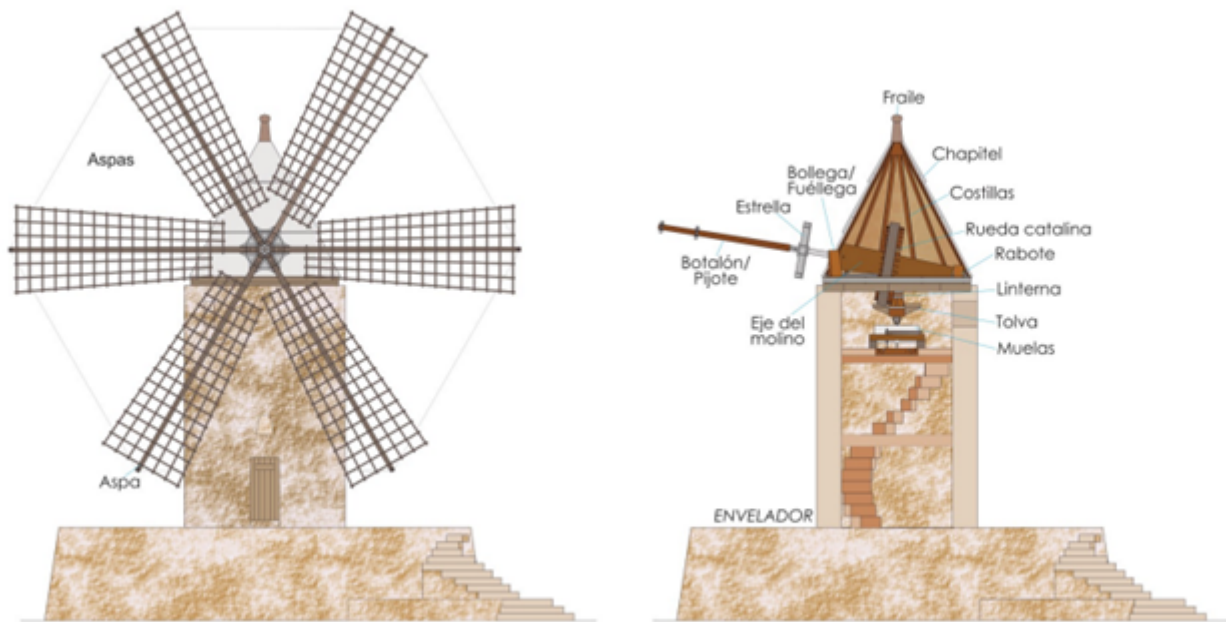 Aspas
Aspa
Fraile
Chapitel
Bollega/
Fuéllega
Costillas
Estrella
Rueda catalina
Rabote
Botalón/
Pijote
Linterna
Eje del
molino
Tolva
Muelas
ENVELADOR